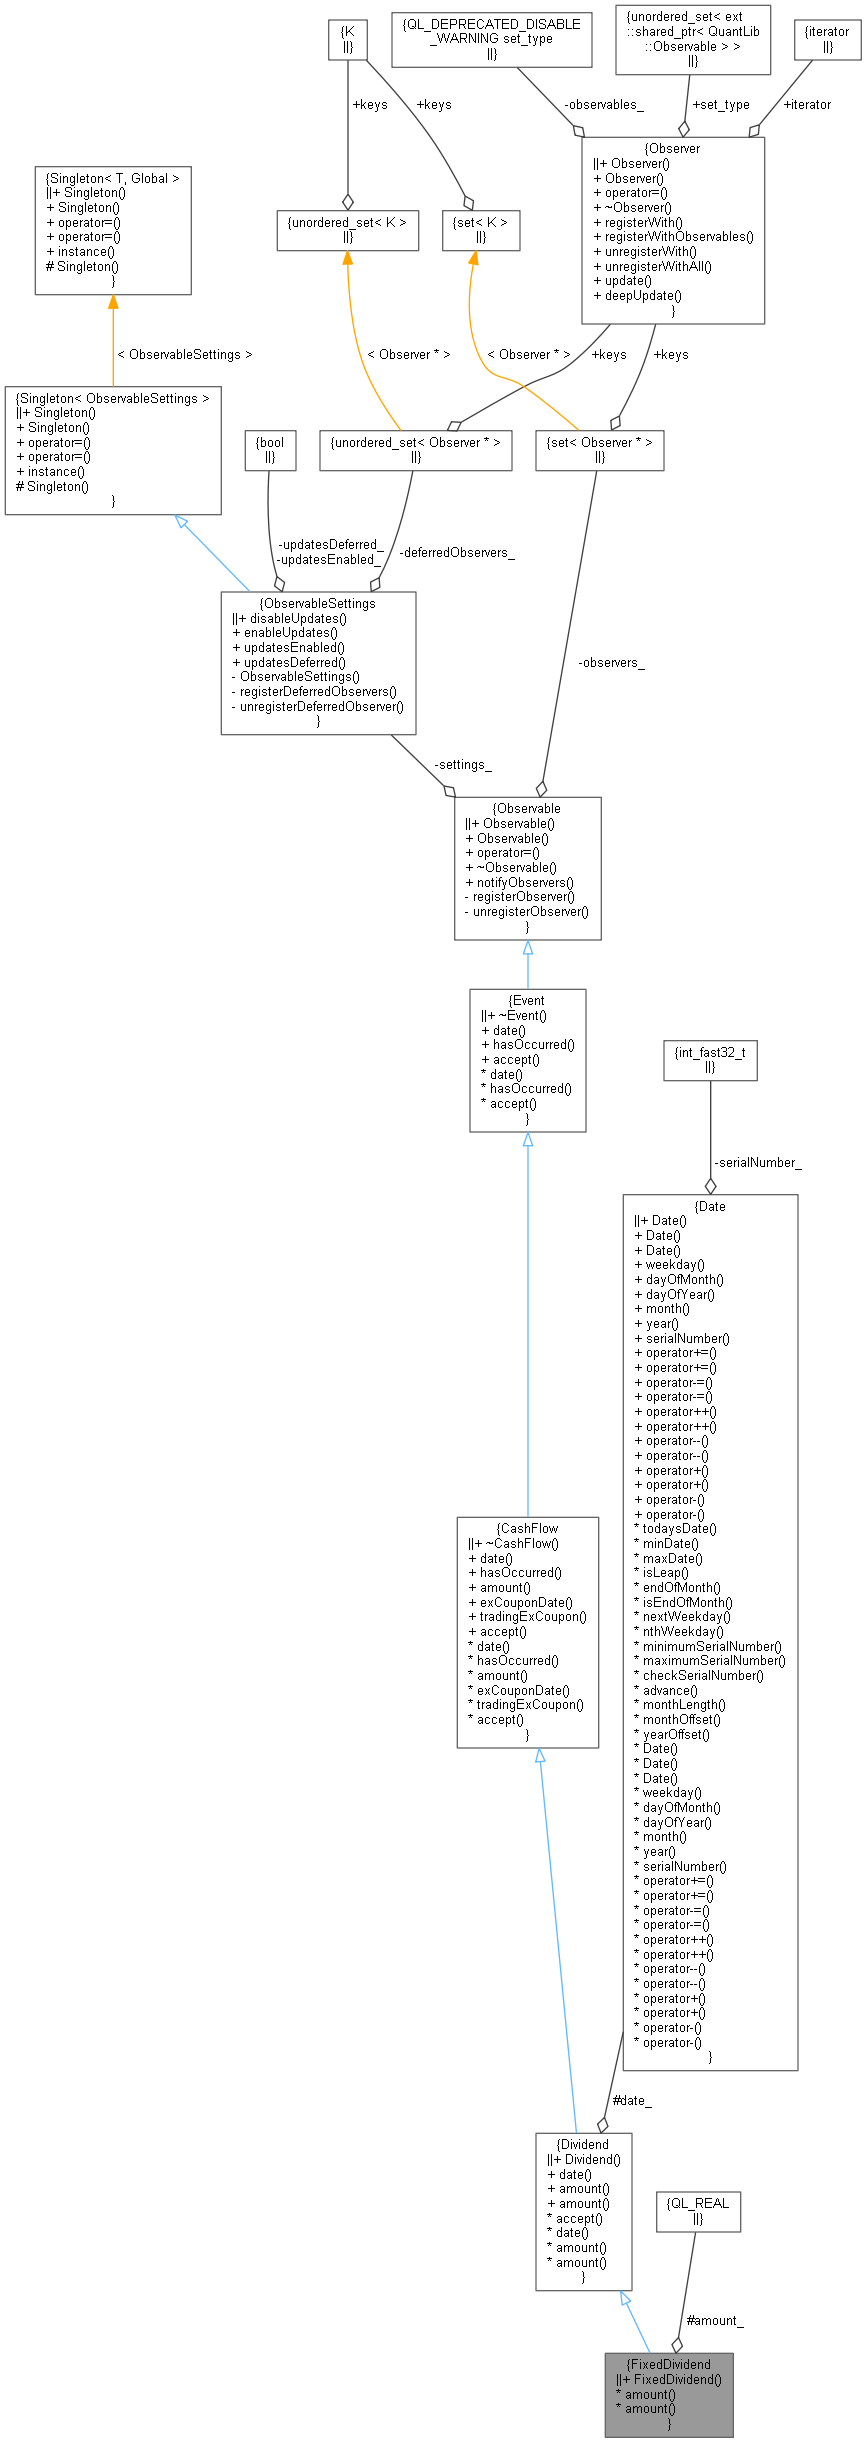 {K
||}
{QL_DEPRECATED_DISABLE
_WARNING set_type
||}
{unordered_set< ext
::shared_ptr< QuantLib
::Observable > >
||}
{iterator
||}
+keys
+keys
-observables_
+set_type
+iterator
{Observer
||+ Observer()
+ Observer()
+ operator=()
+ ~Observer()
+ registerWith()
+ registerWithObservables()
+ unregisterWith()
+ unregisterWithAll()
+ update()
+ deepUpdate()
}
{Singleton< T, Global >
||+ Singleton()
+ Singleton()
+ operator=()
+ operator=()
+ instance()
# Singleton()
}
{unordered_set< K >
||}
{set< K >
||}
< ObservableSettings >
< Observer * >
< Observer * >
+keys
+keys
{Singleton< ObservableSettings >
||+ Singleton()
+ Singleton()
+ operator=()
+ operator=()
+ instance()
# Singleton()
}
{bool
||}
{unordered_set< Observer * >
||}
{set< Observer * >
||}
-updatesDeferred_
-updatesEnabled_
-deferredObservers_
{ObservableSettings
||+ disableUpdates()
+ enableUpdates()
+ updatesEnabled()
+ updatesDeferred()
- ObservableSettings()
- registerDeferredObservers()
- unregisterDeferredObserver()
}
-observers_
-settings_
{Observable
||+ Observable()
+ Observable()
+ operator=()
+ ~Observable()
+ notifyObservers()
- registerObserver()
- unregisterObserver()
}
{Event
||+ ~Event()
+ date()
+ hasOccurred()
+ accept()
* date()
* hasOccurred()
* accept()
}
{int_fast32_t
||}
-serialNumber_
{Date
||+ Date()
+ Date()
+ Date()
+ weekday()
+ dayOfMonth()
+ dayOfYear()
+ month()
+ year()
+ serialNumber()
+ operator+=()
+ operator+=()
+ operator-=()
+ operator-=()
+ operator++()
+ operator++()
+ operator--()
+ operator--()
+ operator+()
+ operator+()
+ operator-()
+ operator-()
* todaysDate()
* minDate()
* maxDate()
* isLeap()
* endOfMonth()
* isEndOfMonth()
* nextWeekday()
* nthWeekday()
* minimumSerialNumber()
* maximumSerialNumber()
* checkSerialNumber()
* advance()
* monthLength()
* monthOffset()
* yearOffset()
* Date()
* Date()
* Date()
* weekday()
* dayOfMonth()
* dayOfYear()
* month()
* year()
* serialNumber()
* operator+=()
* operator+=()
* operator-=()
* operator-=()
* operator++()
* operator++()
* operator--()
* operator--()
* operator+()
* operator+()
* operator-()
* operator-()
}
{CashFlow
||+ ~CashFlow()
+ date()
+ hasOccurred()
+ amount()
+ exCouponDate()
+ tradingExCoupon()
+ accept()
* date()
* hasOccurred()
* amount()
* exCouponDate()
* tradingExCoupon()
* accept()
}
#date_
{Dividend
||+ Dividend()
+ date()
+ amount()
+ amount()
* accept()
* date()
* amount()
* amount()
}
{QL_REAL
||}
#amount_
{FixedDividend
||+ FixedDividend()
* amount()
* amount()
}